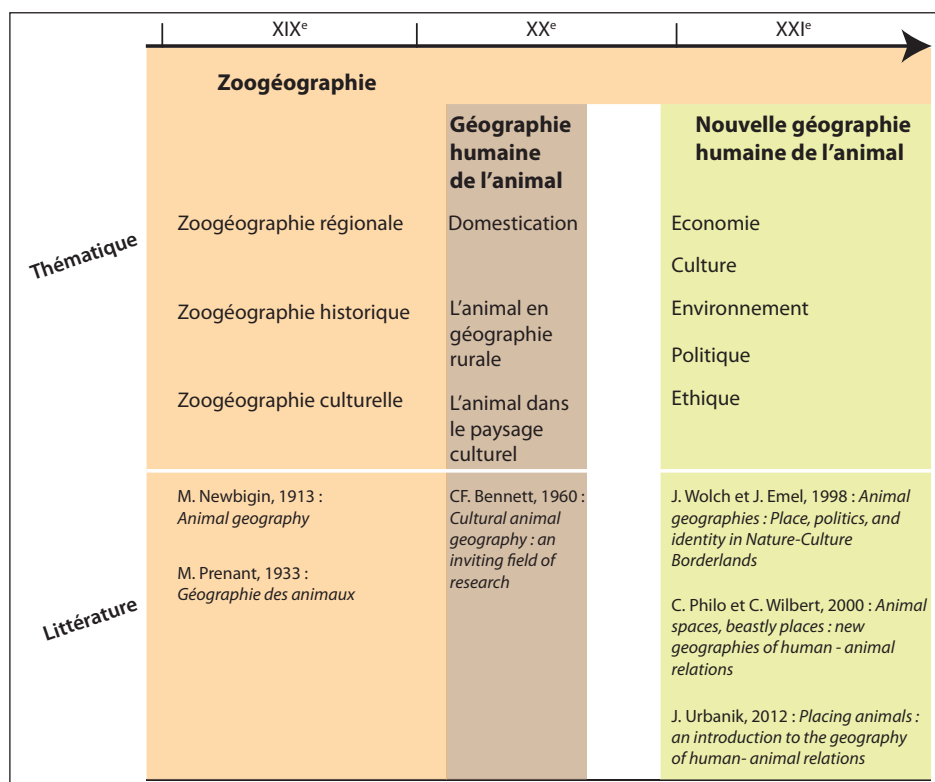 XIXe
XXe
XXIe
Zoogéographie
Géographie
humaine
de l'animal
Nouvelle géographie
humaine de l'animal
Thématique
Zoogéographie régionale
Zoogéographie historique
Zoogéographie culturelle
Domestication
L'animal en
géographie
rurale
L'animal dans
le paysage
culturel
Economie
Culture
Environnement
Politique
Ethique
Littérature
M. Newbigin, 1913 :
Animal geography
M. Prenant, 1933 :
Géographie des animaux
CF. Bennett, 1960 :
Cultural animal
geography : an
inviting field of
research
J. Wolch et J. Emel, 1998 : Animal
geographies : Place, politics, and
identity in Nature-Culture
Borderlands
C. Philo et C. Wilbert, 2000 : Animal
spaces, beastly places : new
geographies of human - animal
relations
J. Urbanik, 2012 : Placing animals :
an introduction to the geography
of human- animal relations